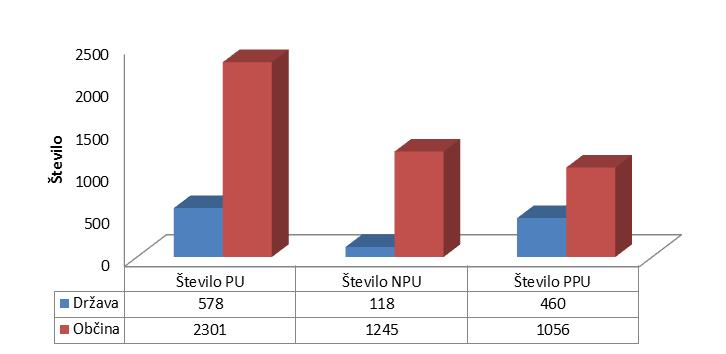 2500
2000
1500
1000
500
0
Število
Število PU Število NPU Število PPU
Država 578 118 460
Občina 2301 1245 1056